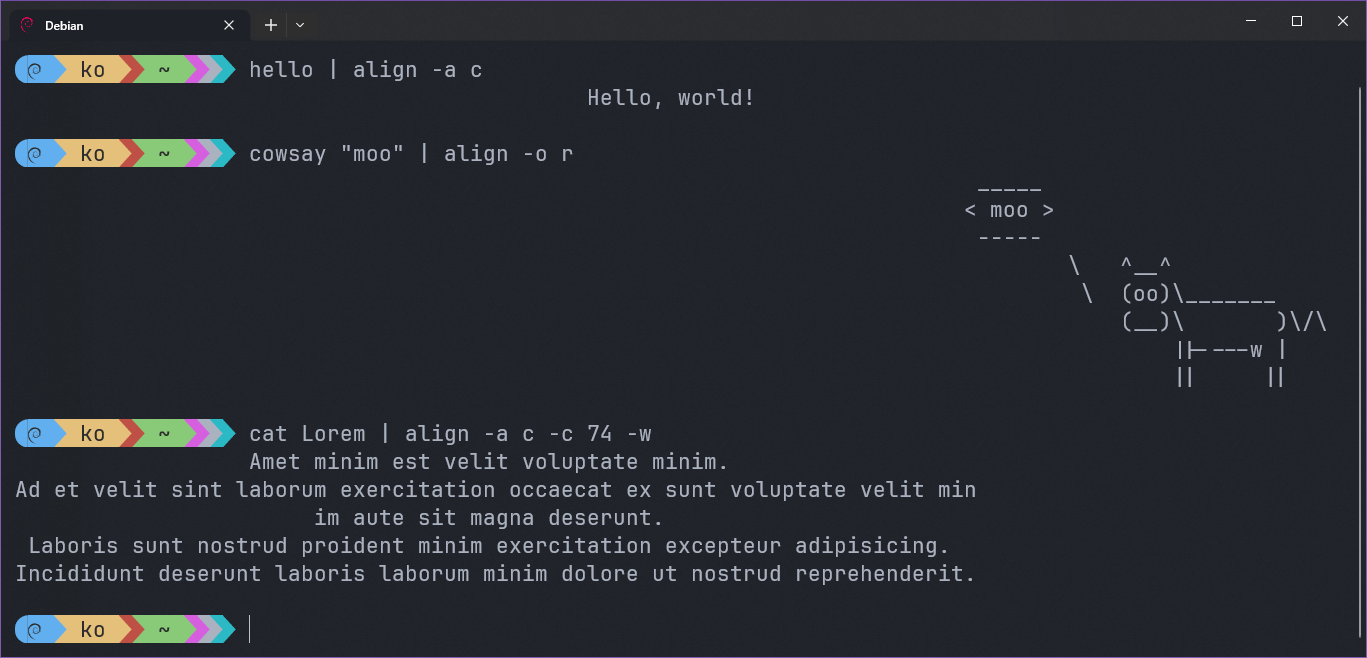 Debian
ko ~ hello | align -a c
Hello, world!
ko ~ cowsay "moo" | align -o r
_____
< moo >
-----
\   ^__^
\  (oo)\_______
(__)\       )\/\
||----w |
||     ||
ko ~ cat Lorem | align -a c -c 74 -w
Amet minim est velit voluptate minim.
Ad et velit sint laborum exercitation occaecat ex sunt voluptate velit min
im aute sit magna deserunt.
Laboris sunt nostrud proident minim exercitation excepteur adipisicing.
Incididunt deserunt laboris laborum minim dolore ut nostrud reprehenderit.
ko ~